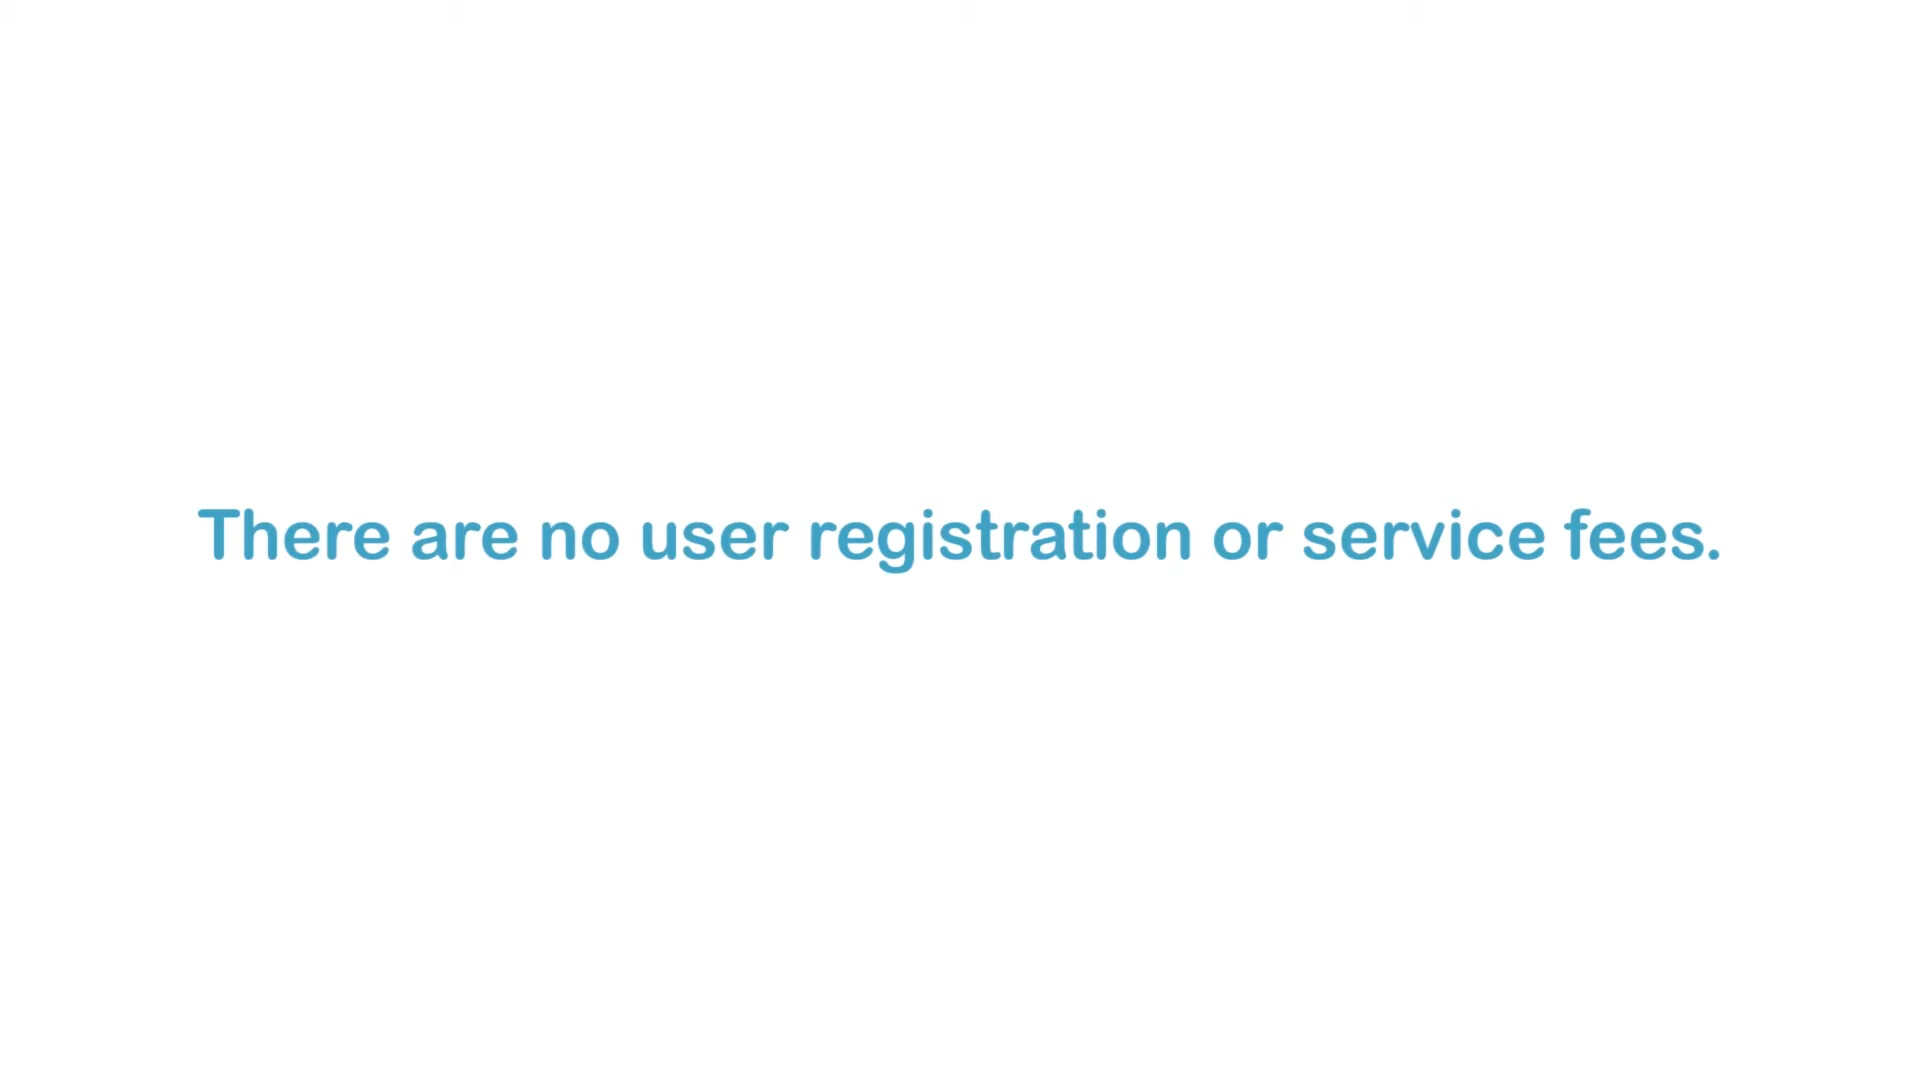 There are no user registration or service fees.